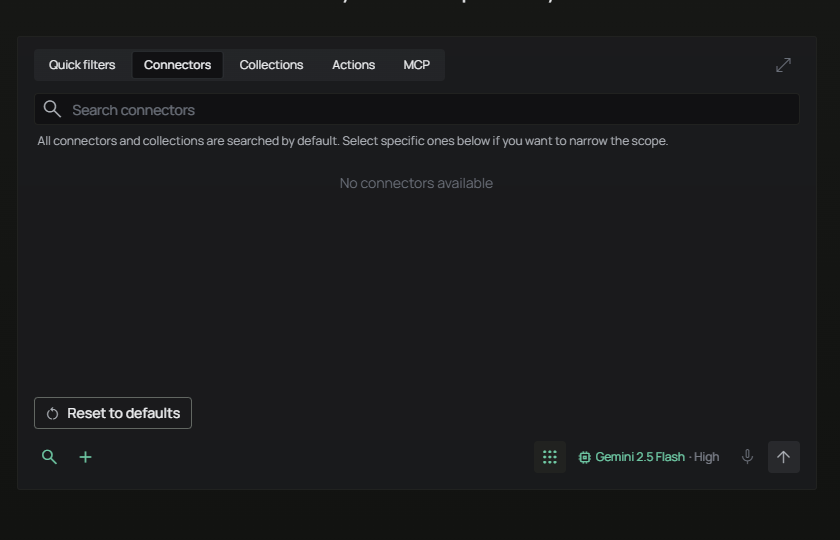 Quick filters Connectors Collections Actions MCP
Search connectors
All connectors and collections are searched by default. Select specific ones below if you want to narrow the scope.
No connectors available
Reset to defaults
Gemini 2.5 Flash · High